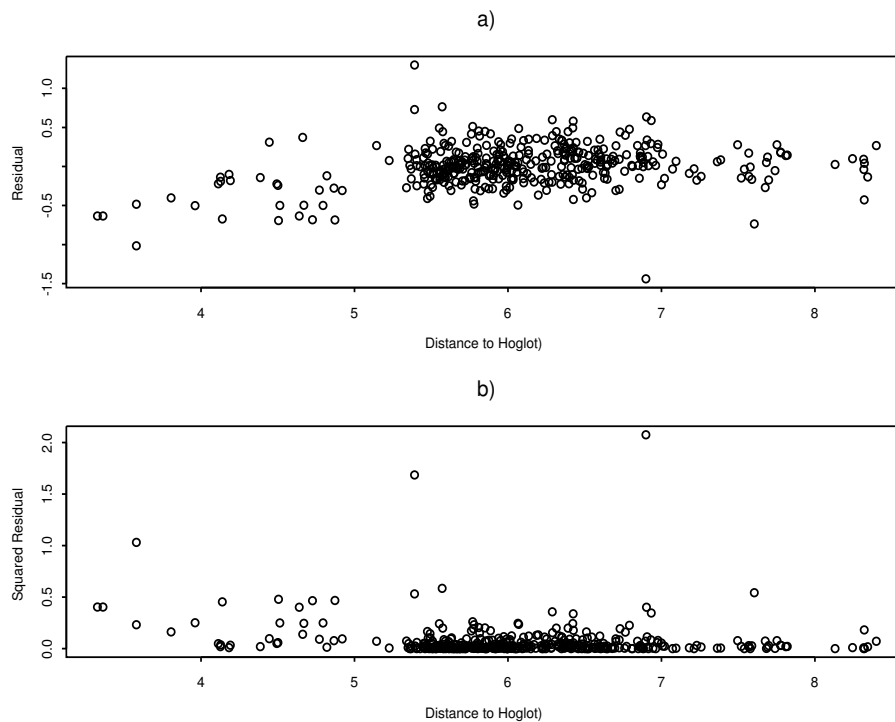 a)
Residual
1.0
0.5
-0.5
-1.5
4 5 6 7 8
Distance to Hoglot)
b)
Squared Residual
2.0
1.5
1.0
0.5
0.0
4 5 6 7 8
Distance to Hoglot)